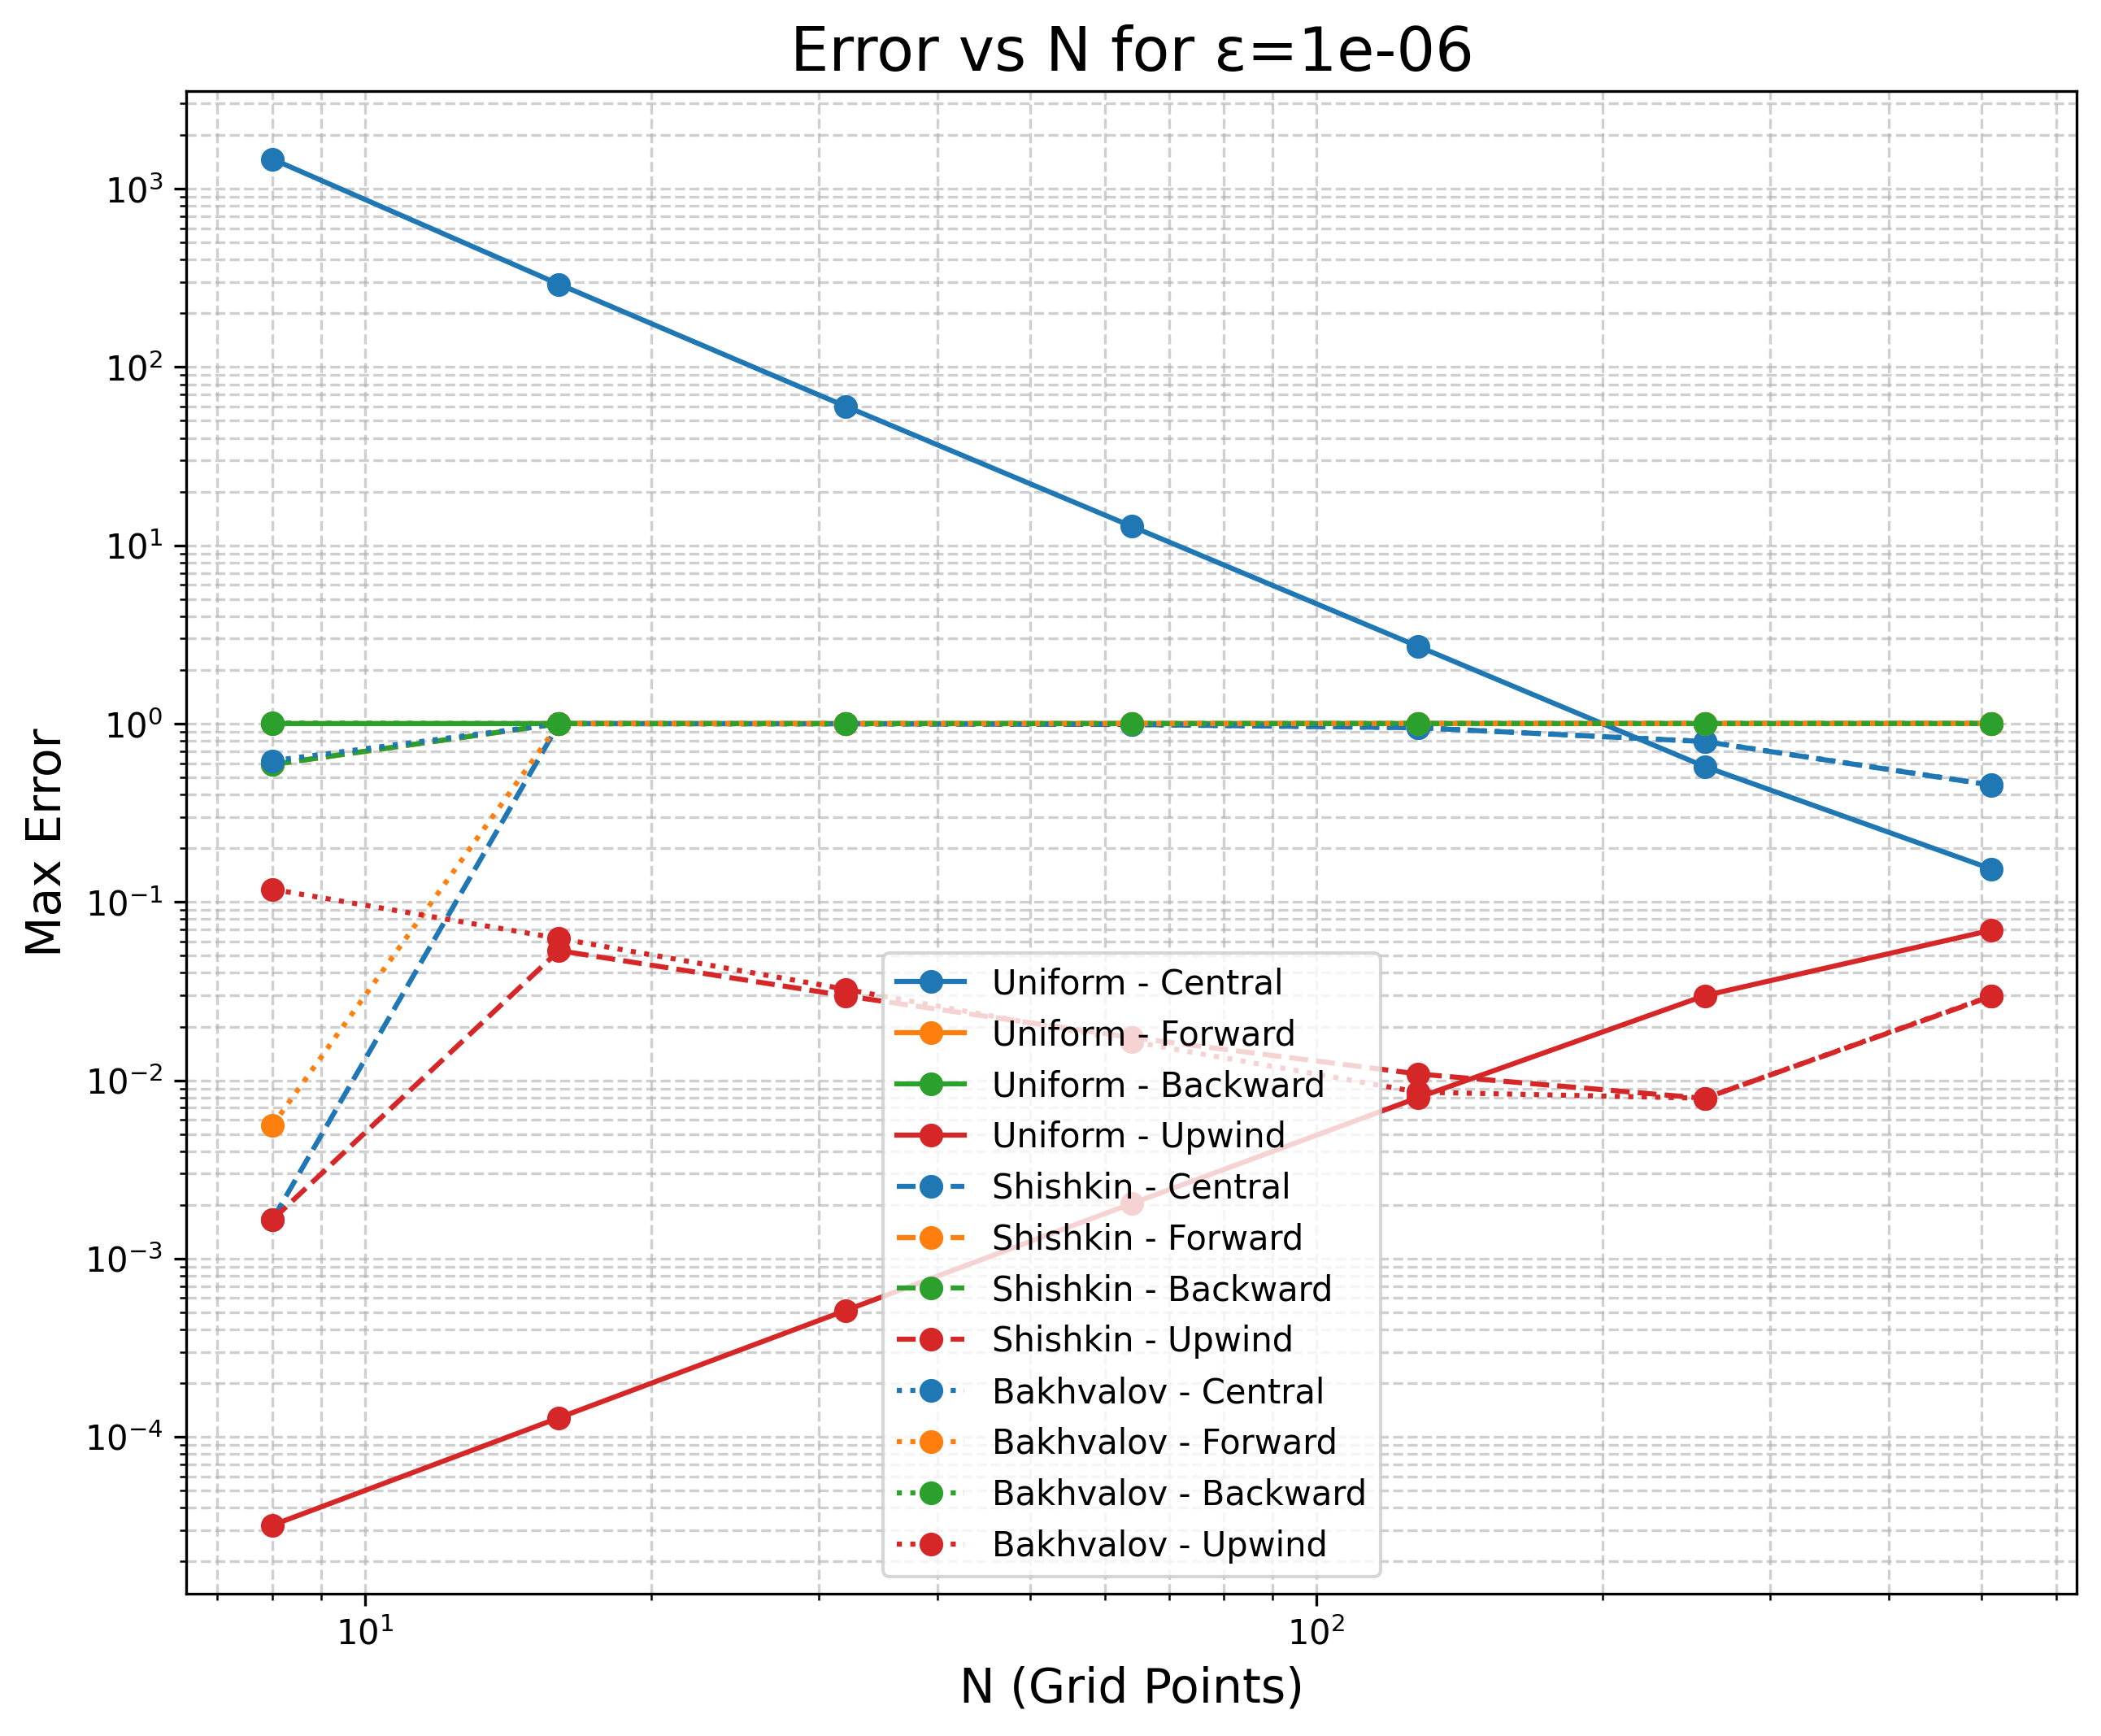 Error vs N for ε=1e-06
Max Error
10³
10²
10¹
10⁰
10⁻¹
10⁻²
10⁻³
10⁻⁴
Uniform - Central
Uniform - Forward
Uniform - Backward
Uniform - Upwind
Shishkin - Central
Shishkin - Forward
Shishkin - Backward
Shishkin - Upwind
Bakhvalov - Central
Bakhvalov - Forward
Bakhvalov - Backward
Bakhvalov - Upwind
10¹
10²
N (Grid Points)